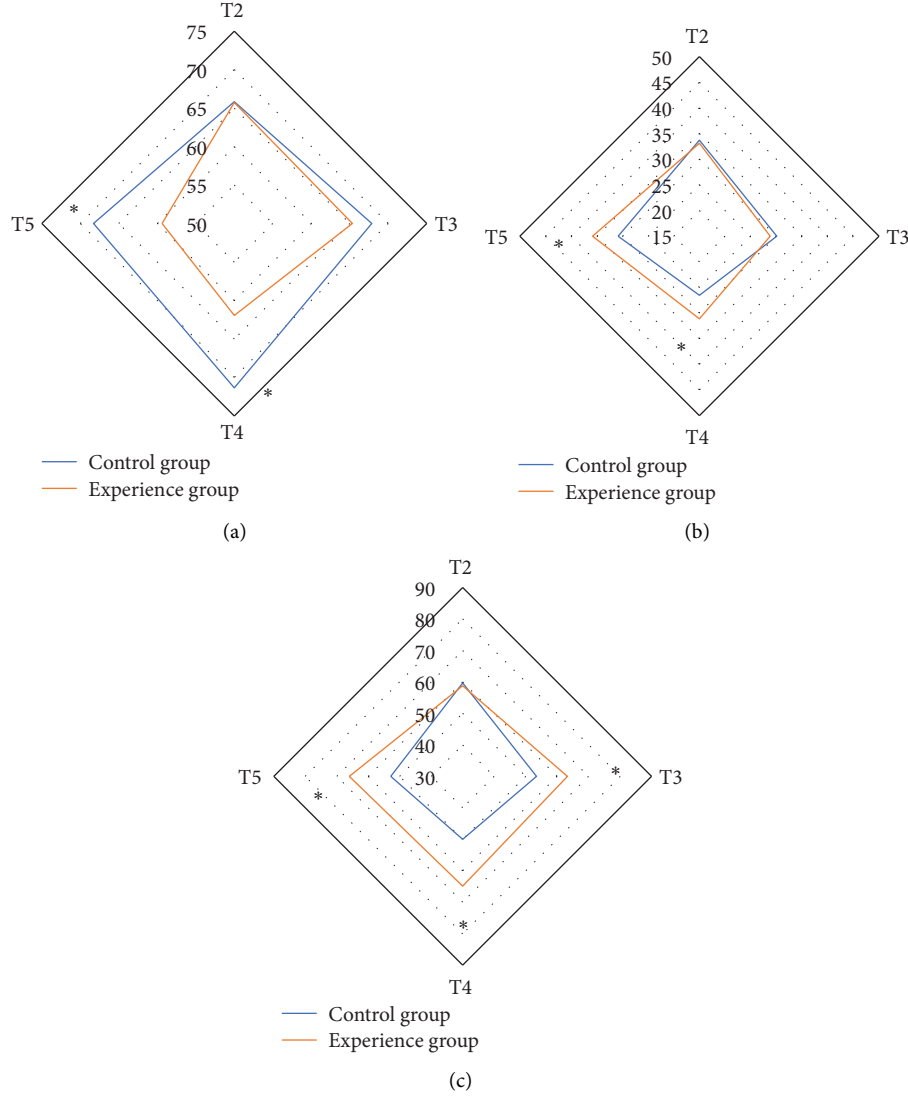 T2
75
70
65
60
55
50
T5
T3
T4
*
*
Control group
Experience group
(a)
T2
50
45
40
35
30
25
20
15
T5
T3
T4
*
*
Control group
Experience group
(b)
T2
90
80
70
60
50
40
30
T5
T3
T4
*
*
*
Control group
Experience group
(c)